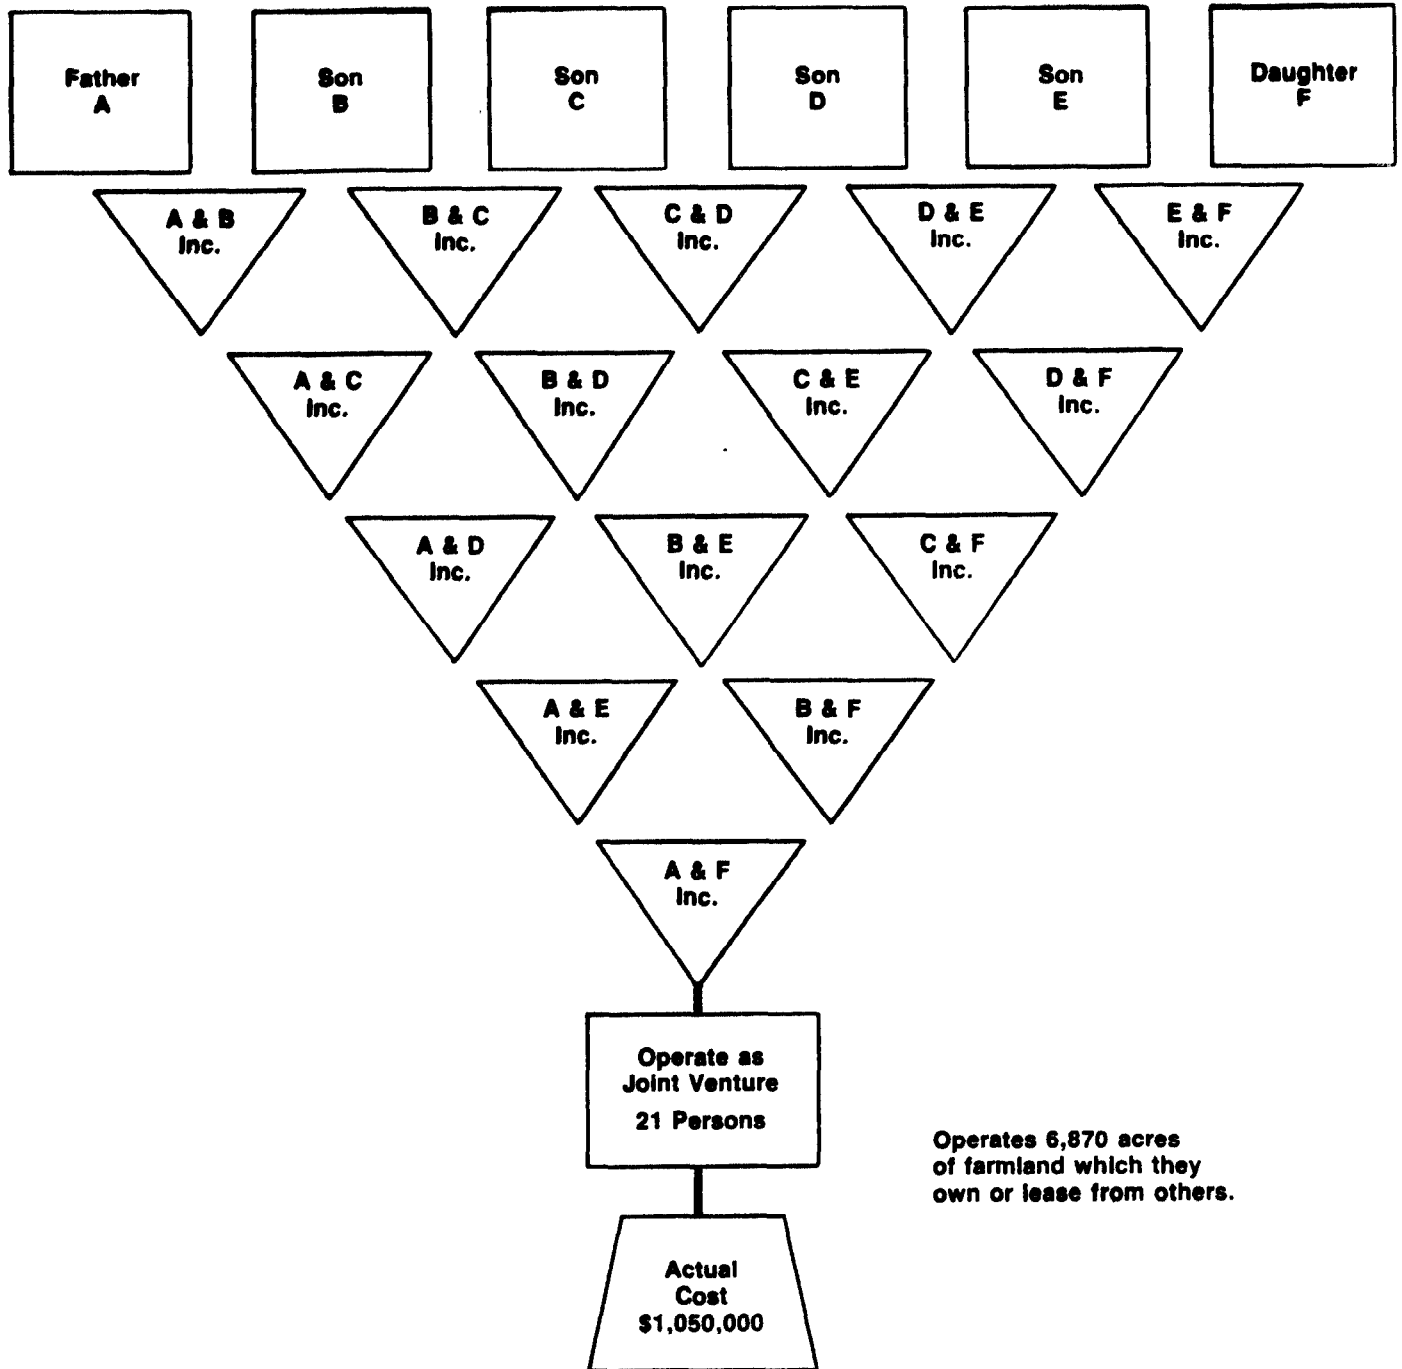 Father
A
Son
B
Son
C
Son
D
Son
E
Daughter
F
A & B
Inc.
B & C
Inc.
C & D
Inc.
D & E
Inc.
E & F
Inc.
A & C
Inc.
B & D
Inc.
C & E
Inc.
D & F
Inc.
A & D
Inc.
B & E
Inc.
C & F
Inc.
A & E
Inc.
B & F
Inc.
A & F
Inc.
Operate as
Joint Venture
21 Persons
Operates 6,870 acres
of farmland which they
own or lease from others.
Actual
Cost
$1,050,000